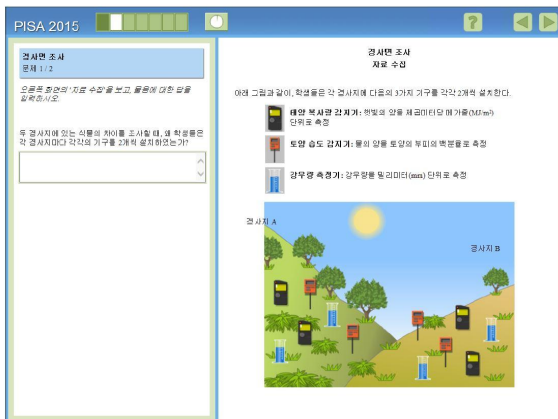 PISA 2015
?
경사면 조사
문제 1 / 2
오른쪽 화면의 '자료 수집'을 보고, 물음에 대한 답을
입력하시오.
두 경사지에 있는 식물의 차이를 조사할 때, 왜 학생들은
각 경사지마다 각각의 기구를 2개씩 설치하였는가?
경사면 조사
자료 수집
아래 그림과 같이, 학생들은 각 경사지에 다음의 3가지 기구를 각각 2개씩 설치한다.
태양 복사량 감지기: 햇빛의 양을 제곱미터당 메가줄(MJ/m²)
단위로 측정
토양 습도 감지기: 물의 양을 토양의 부피의 백분율로 측정
강우량 측정기: 강우량을 밀리미터(mm) 단위로 측정
경사지 A
경사지 B